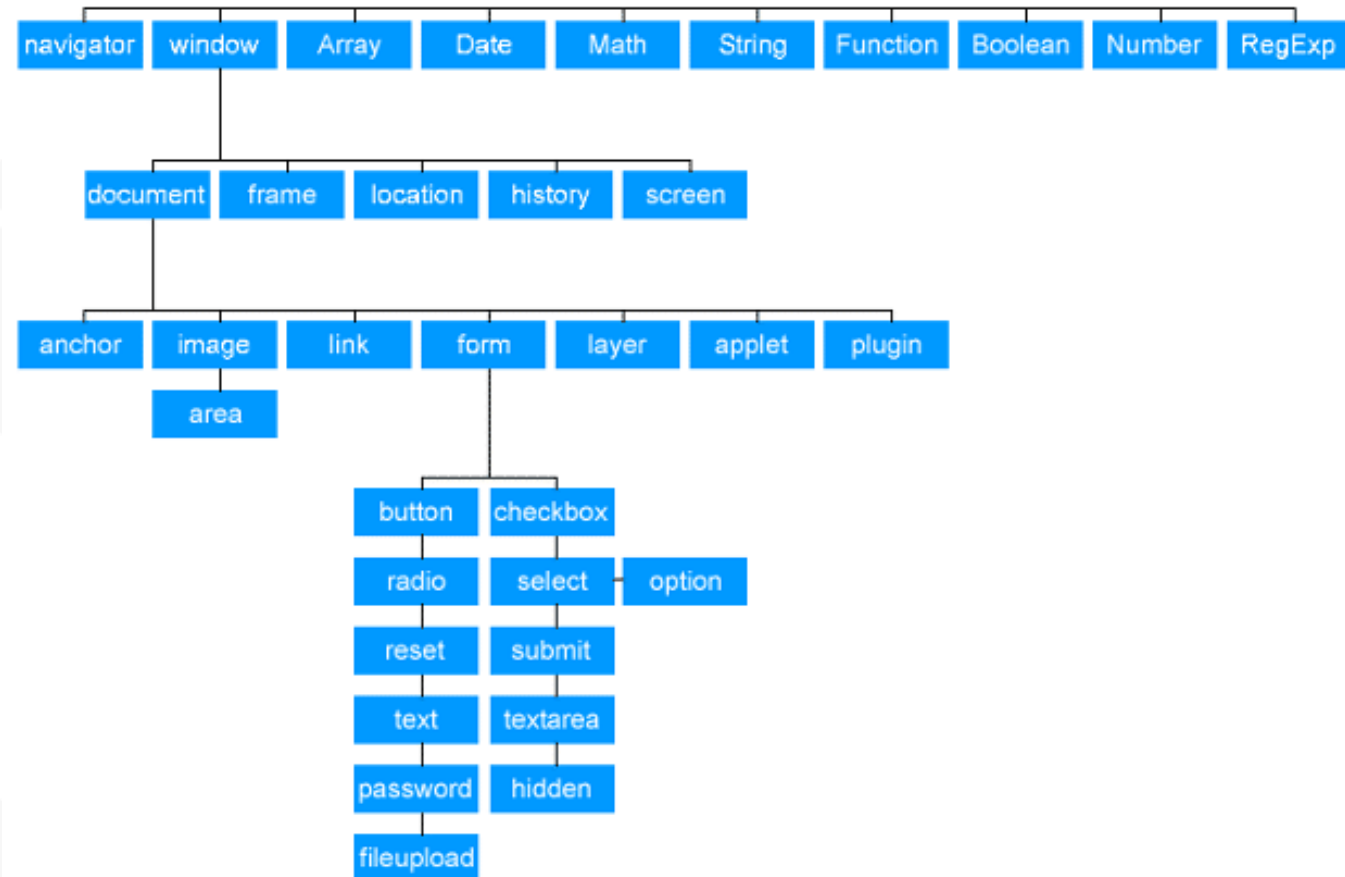 navigator window Array Date Math String Function Boolean Number RegExp
document frame location history screen
anchor image link form layer applet plugin
area
button checkbox
radio select option
reset submit
text textarea
password hidden
fileupload